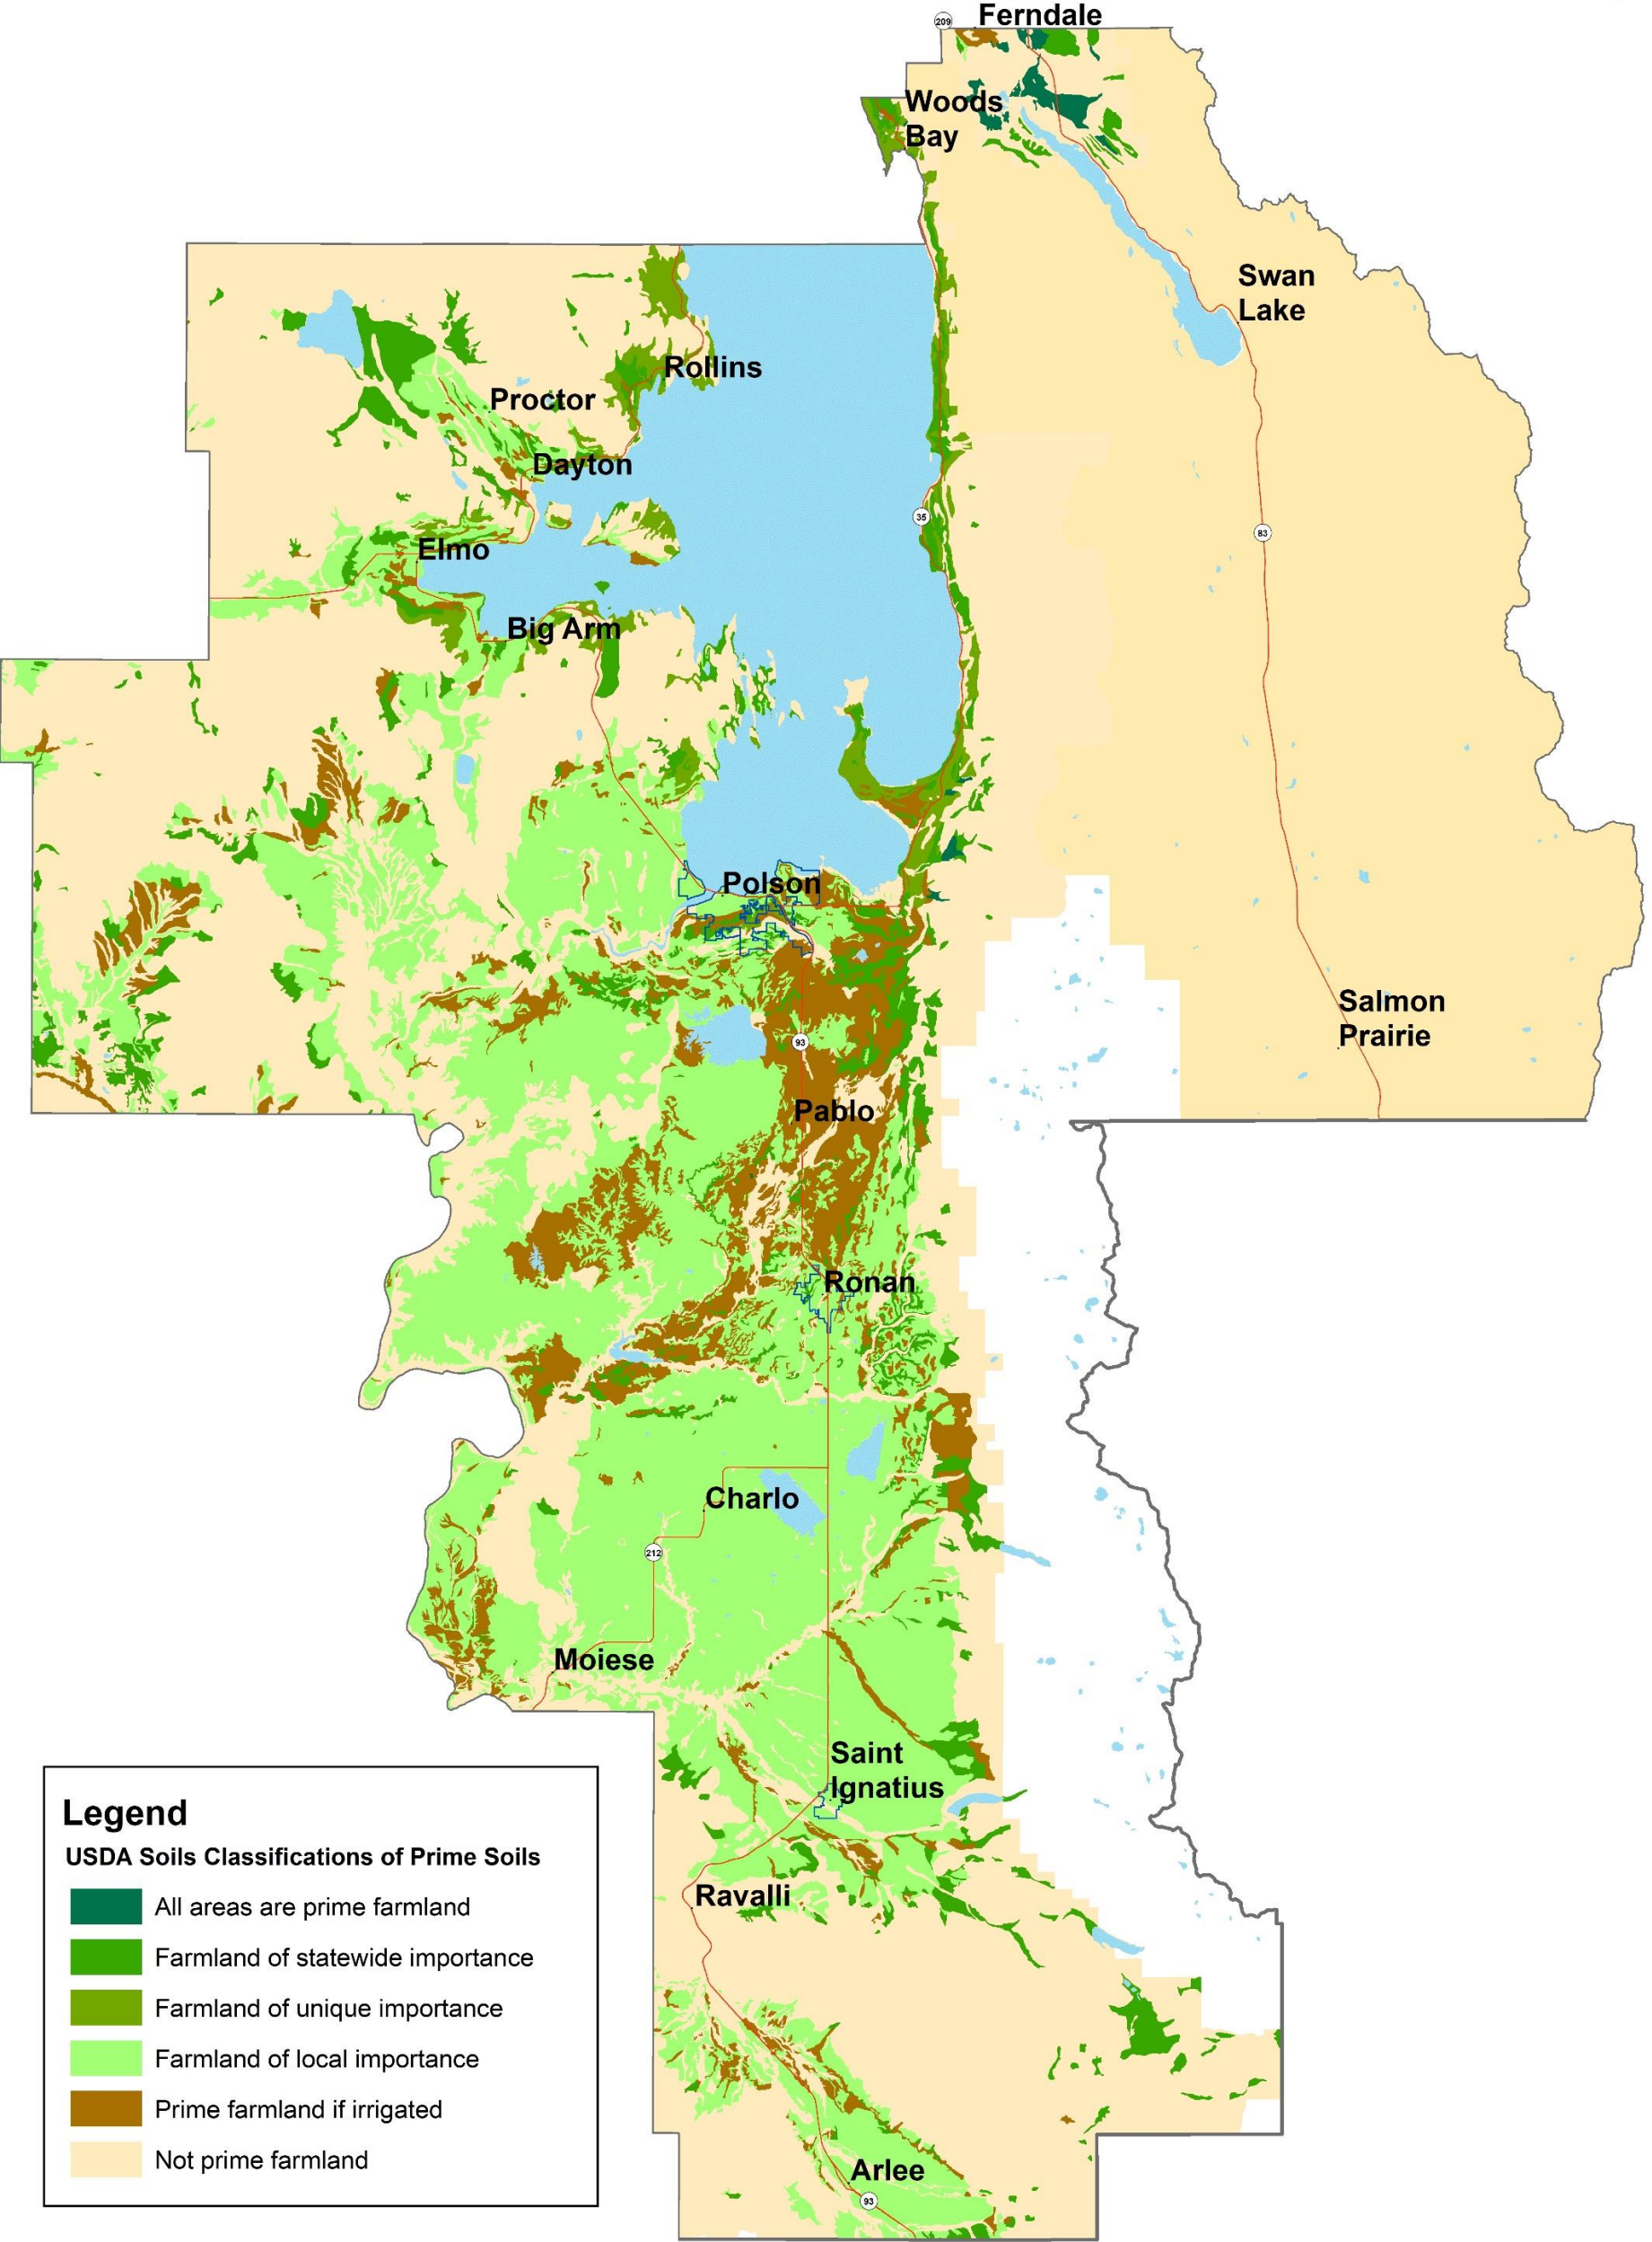 209
Ferndale
Woods
Bay
Swan
Lake
Rollins
Proctor
Dayton
35
83
Elmo
Big Arm
Polson
Salmon
Prairie
93
Pablo
Ronan
Charlo
212
Moiese
Saint
Ignatius
Ravalli
Arlee
93
Legend
USDA Soils Classifications of Prime Soils
All areas are prime farmland
Farmland of statewide importance
Farmland of unique importance
Farmland of local importance
Prime farmland if irrigated
Not prime farmland